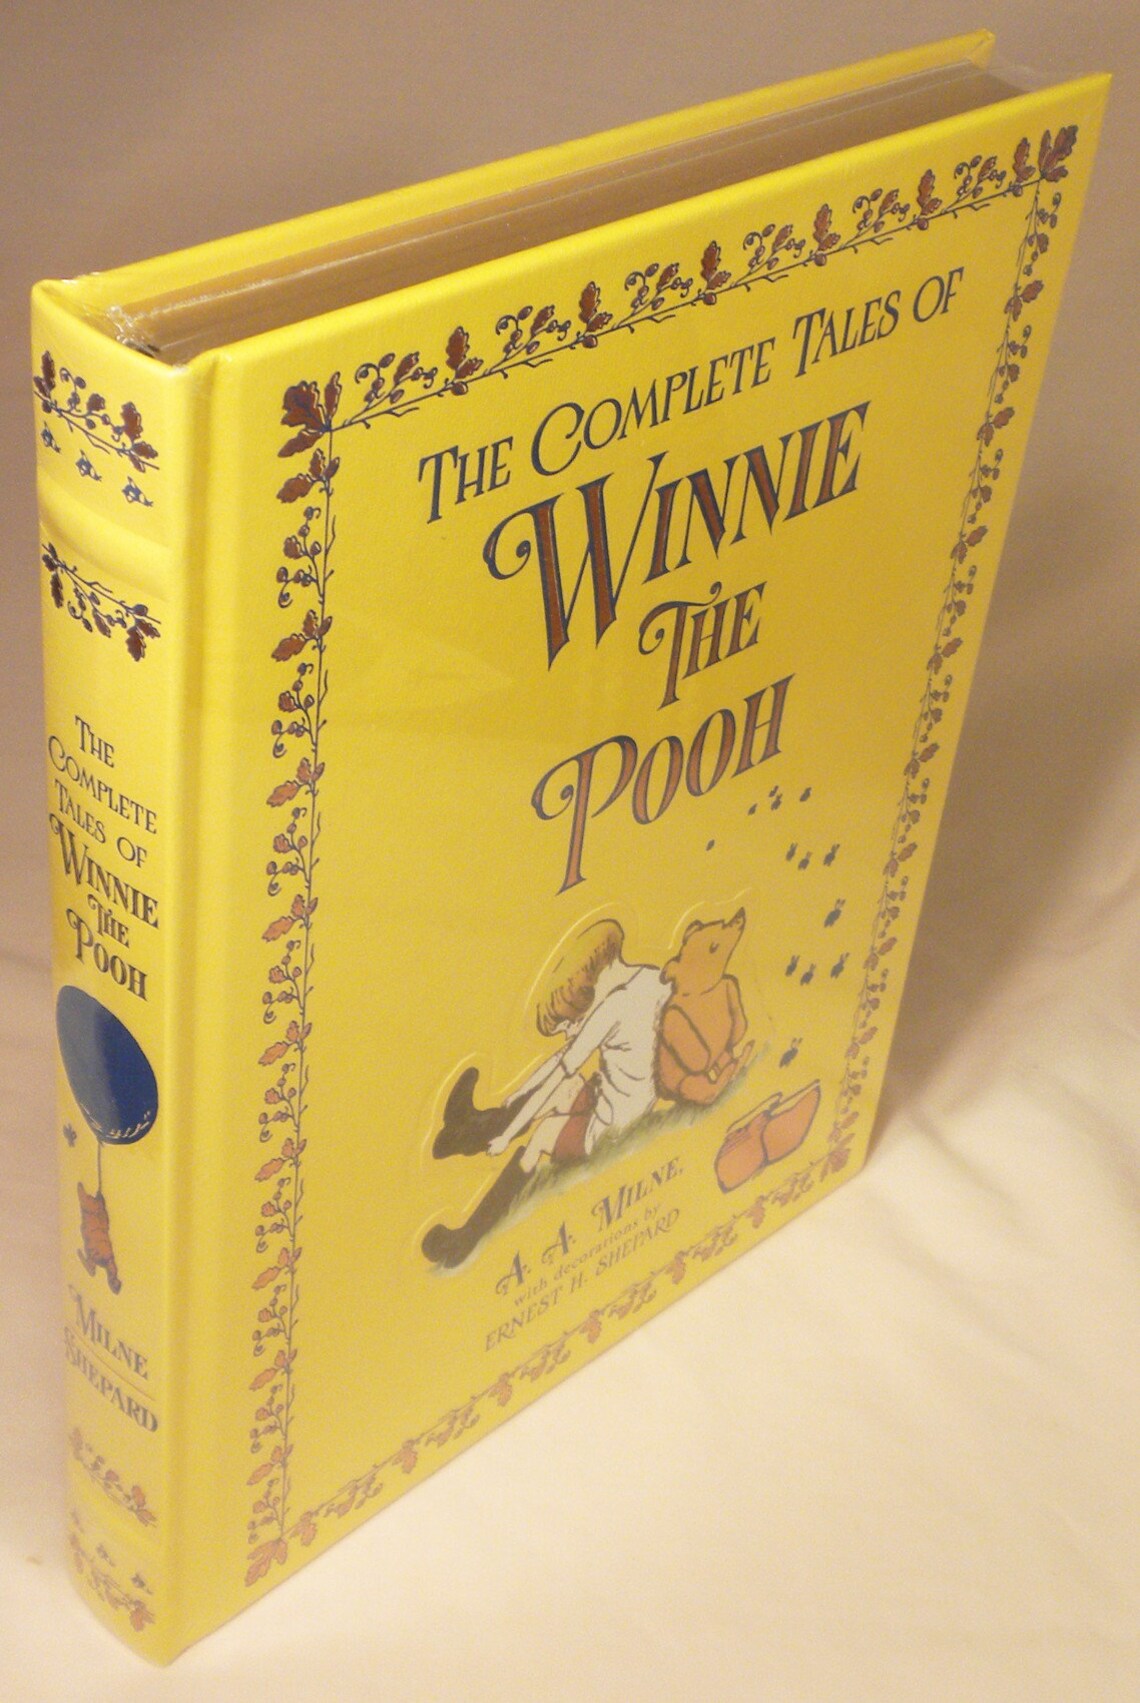 THE COMPLETE TALES OF
WINNIE
THE
POOH
A. A. MILNE,
with decorations by
ERNEST H. SHEPARD
THE
COMPLETE
TALES OF
WINNIE
THE
POOH
MILNE
SHEPARD